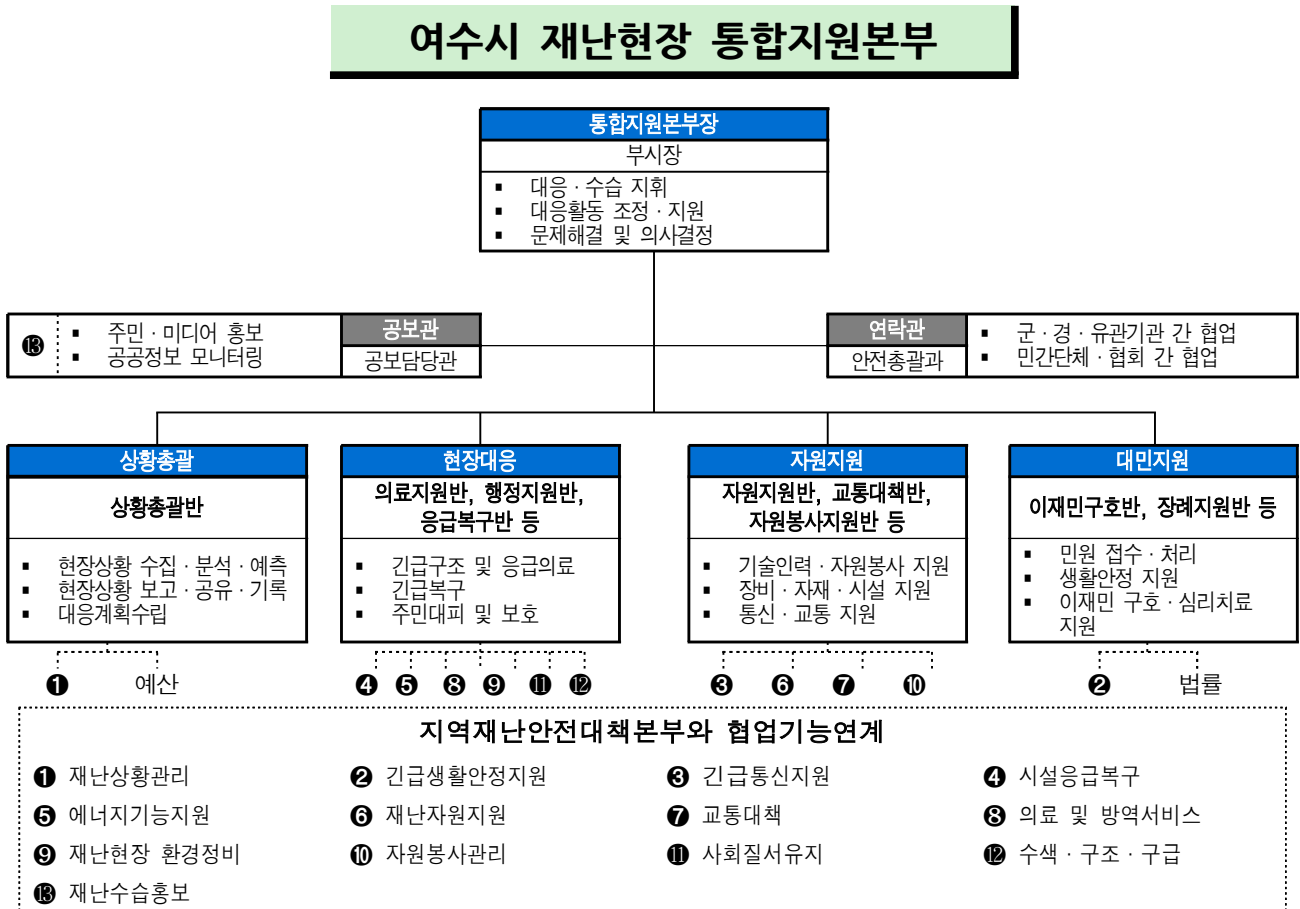 여수시 재난현장 통합지원본부
통합지원본부장
부시장
▪ 대응·수습 지휘
▪ 대응활동 조정·지원
▪ 문제해결 및 의사결정
⓭
▪ 주민·미디어 홍보
▪ 공공정보 모니터링
공보관
공보담당관
연락관
안전총괄과
▪ 군·경·유관기관 간 협업
▪ 민간단체·협회 간 협업
상황총괄
상황총괄반
▪ 현장상황 수집·분석·예측
▪ 현장상황 보고·공유·기록
▪ 대응계획수립
❶ 예산
현장대응
의료지원반, 행정지원반,
응급복구반 등
▪ 긴급구조 및 응급의료
▪ 긴급복구
▪ 주민대피 및 보호
❹ ❺ ❽ ❾ ⓫ ⓬
자원지원
자원지원반, 교통대책반,
자원봉사지원반 등
▪ 기술인력·자원봉사 지원
▪ 장비·자재·시설 지원
▪ 통신·교통 지원
❸ ❻ ❼ ❿
대민지원
이재민구호반, 장례지원반 등
▪ 민원 접수·처리
▪ 생활안정 지원
▪ 이재민 구호·심리치료
지원
❷ 법률
지역재난안전대책본부와 협업기능연계
❶ 재난상황관리 ❷ 긴급생활안정지원 ❸ 긴급통신지원 ❹ 시설응급복구
❺ 에너지기능지원 ❻ 재난자원지원 ❼ 교통대책 ❽ 의료 및 방역서비스
❾ 재난현장 환경정비 ❿ 자원봉사관리 ⓫ 사회질서유지 ⓬ 수색·구조·구급
⓭ 재난수습홍보